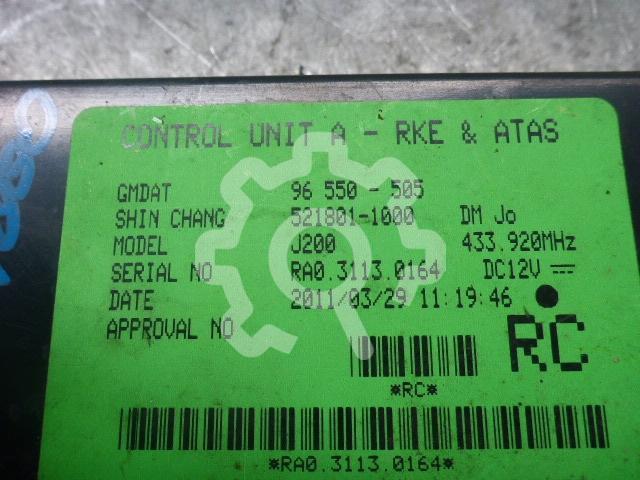 CONTROL UNIT A - RKE & ATAS
GMDAT 96 550 - 505
SHIN CHANG 521801-1000 DM Jo
MODEL J200 433.920MHz
SERIAL NO RA0.3113.0164 DC12V
DATE 2011/03/29 11:19:46
APPROVAL NO
RC
*RC*
*RA0.3113.0164*